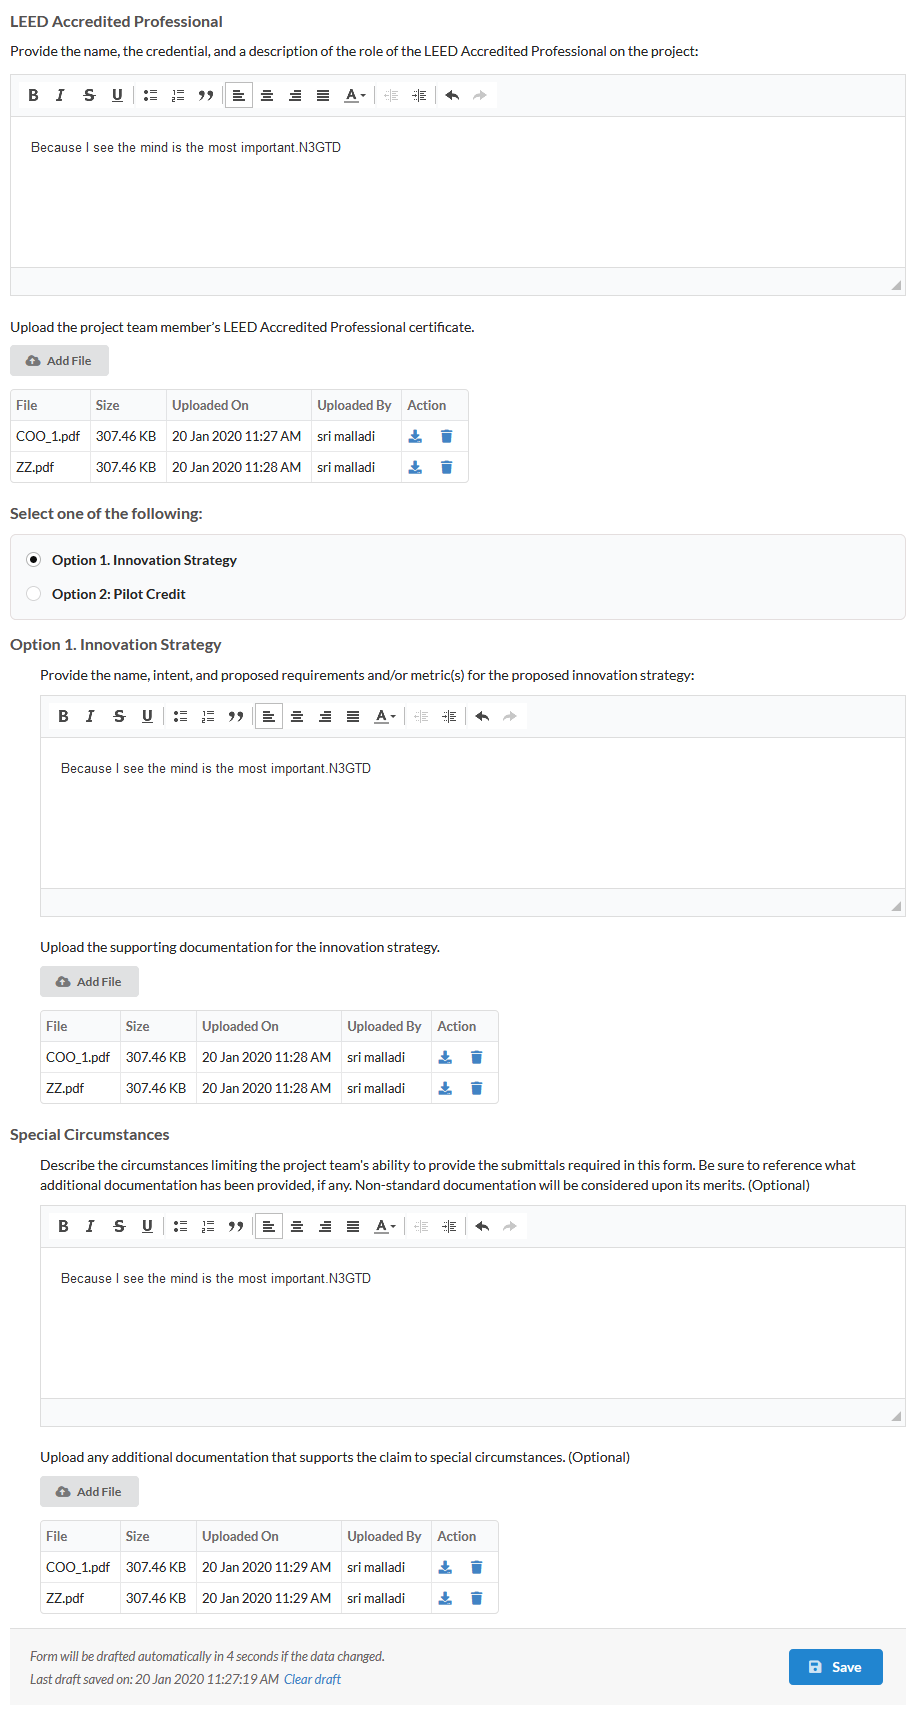 LEED Accredited Professional
Provide the name, the credential, and a description of the role of the LEED Accredited Professional on the project:
B I S U A
Because I see the mind is the most important.N3GTD
Upload the project team member's LEED Accredited Professional certificate.
Add File
File Size Uploaded On Uploaded By Action
COO_1.pdf 307.46 KB 20 Jan 2020 11:27 AM sri malladi
ZZ.pdf 307.46 KB 20 Jan 2020 11:28 AM sri malladi
Select one of the following:
Option 1. Innovation Strategy
Option 2: Pilot Credit
Option 1. Innovation Strategy
Provide the name, intent, and proposed requirements and/or metric(s) for the proposed innovation strategy:
B I S U A
Because I see the mind is the most important.N3GTD
Upload the supporting documentation for the innovation strategy.
Add File
File Size Uploaded On Uploaded By Action
COO_1.pdf 307.46 KB 20 Jan 2020 11:28 AM sri malladi
ZZ.pdf 307.46 KB 20 Jan 2020 11:28 AM sri malladi
Special Circumstances
Describe the circumstances limiting the project team's ability to provide the submittals required in this form. Be sure to reference what
additional documentation has been provided, if any. Non-standard documentation will be considered upon its merits. (Optional)
B I S U A
Because I see the mind is the most important.N3GTD
Upload any additional documentation that supports the claim to special circumstances. (Optional)
Add File
File Size Uploaded On Uploaded By Action
COO_1.pdf 307.46 KB 20 Jan 2020 11:29 AM sri malladi
ZZ.pdf 307.46 KB 20 Jan 2020 11:29 AM sri malladi
Form will be drafted automatically in 4 seconds if the data changed.
Last draft saved on: 20 Jan 2020 11:27:19 AM Clear draft
Save